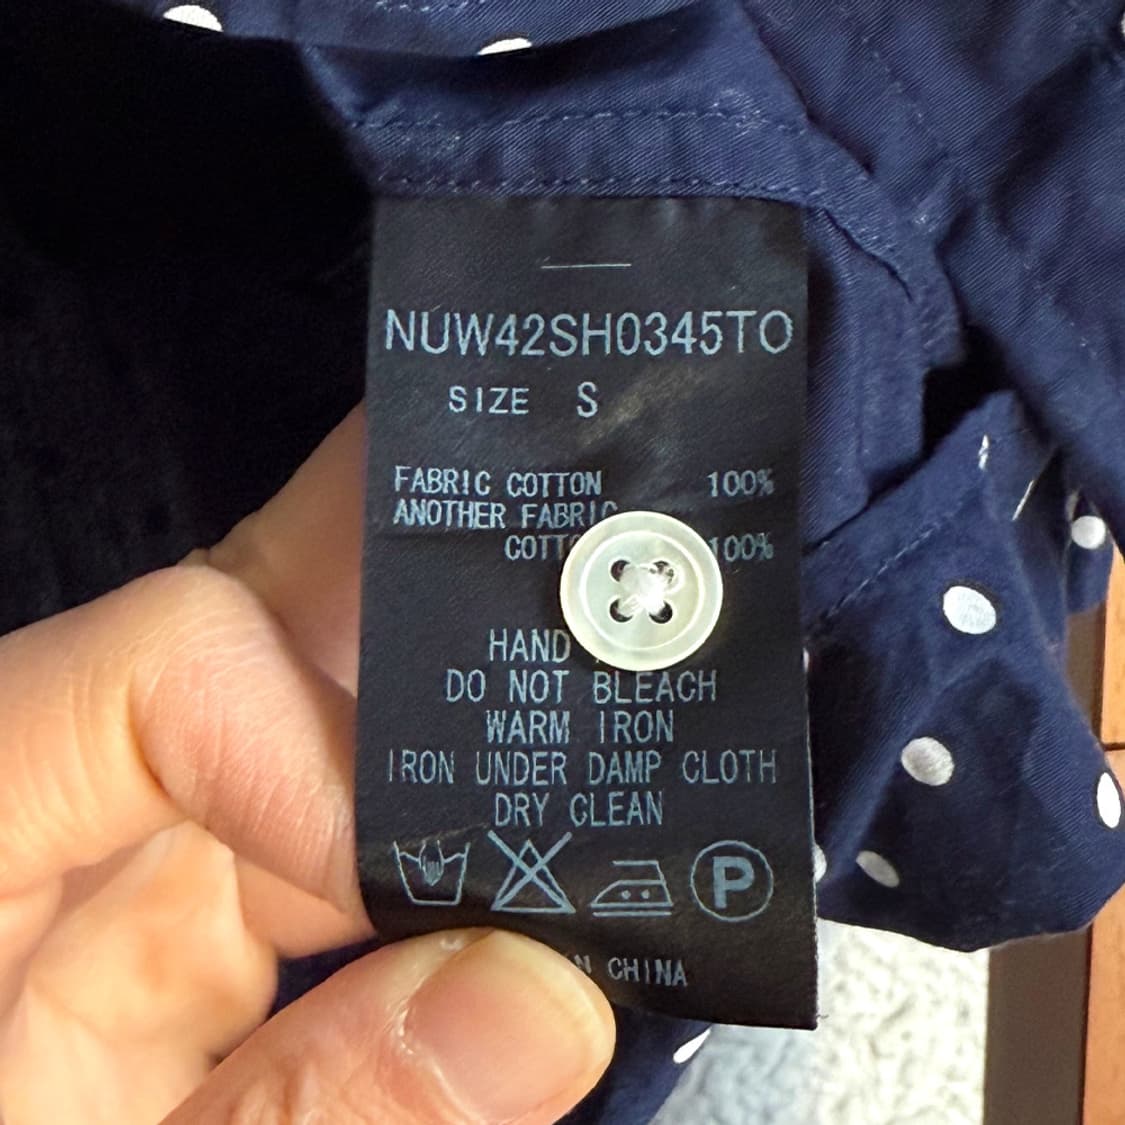 NUW42SH0345TO
SIZE S
FABRIC COTTON 100%
ANOTHER FABRIC
100%
HAND
DO NOT BLEACH
WARM IRON
IRON UNDER DAMP CLOTH
DRY CLEAN
P
CHINA